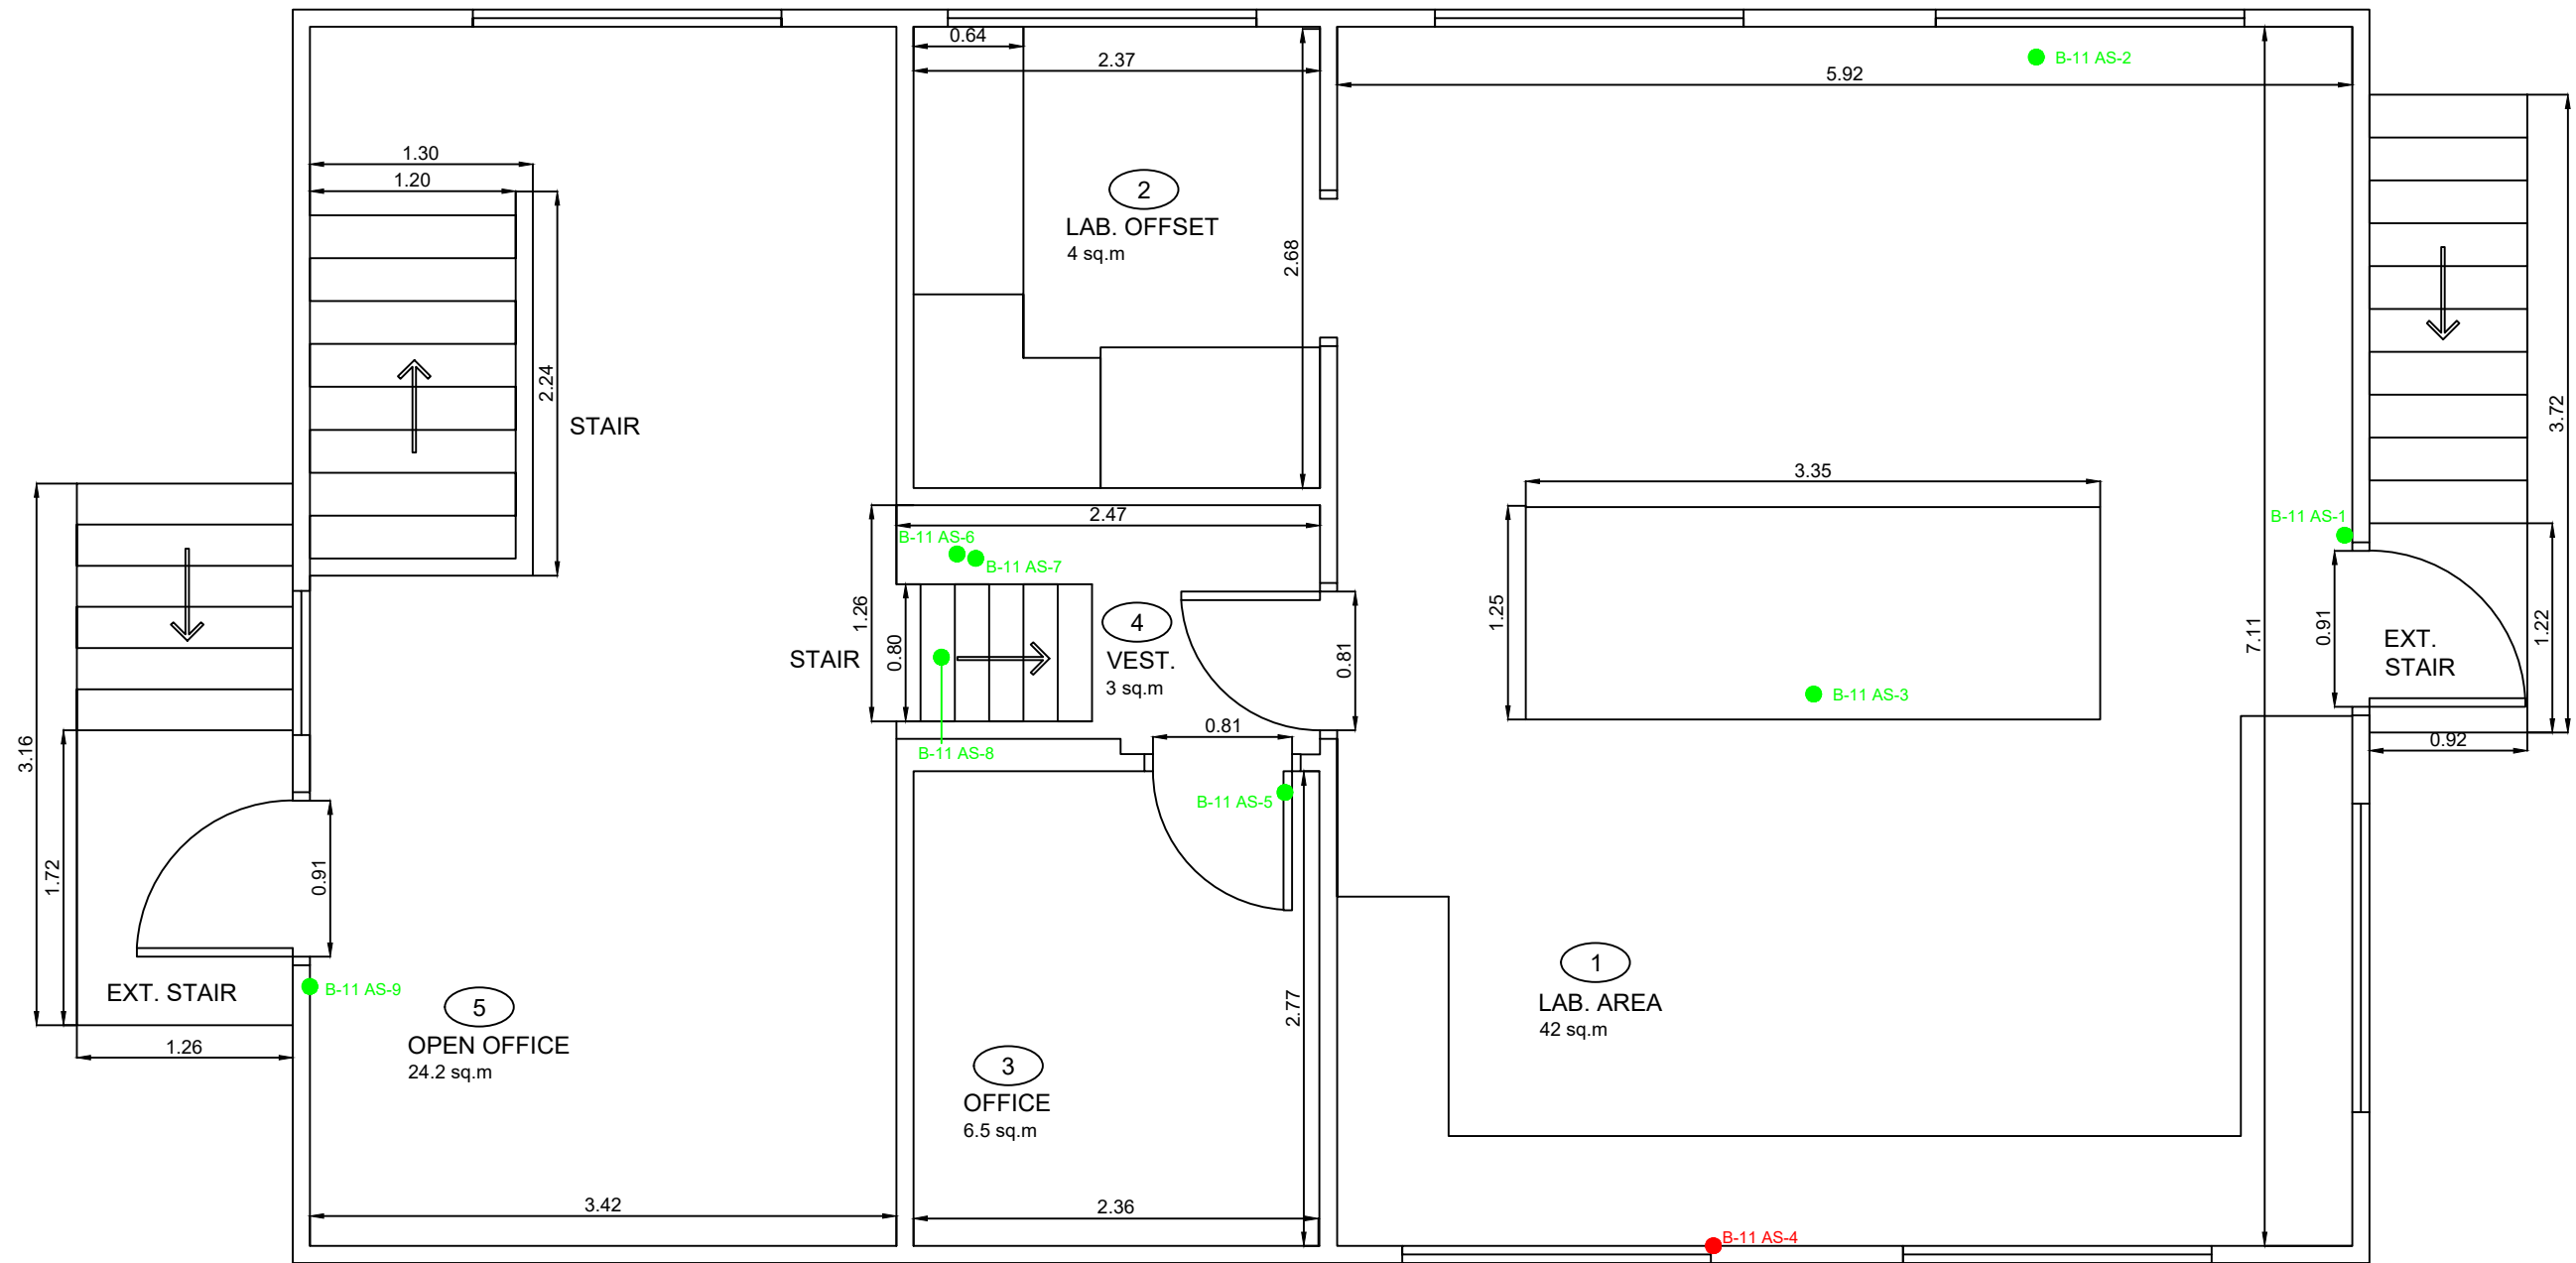 0.64
2.37
B-11 AS-2
5.92
1.30
1.20
2
LAB. OFFSET
4 sq.m
2.68
2.24
STAIR
3.72
3.35
2.47
B-11 AS-6
B-11 AS-7
B-11 AS-1
1.26
0.80
STAIR
4
VEST.
3 sq.m
0.81
1.25
7.11
0.91
EXT.
STAIR
1.22
B-11 AS-3
0.81
B-11 AS-8
0.92
3.16
B-11 AS-5
1.72
0.91
EXT. STAIR
B-11 AS-9
5
OPEN OFFICE
24.2 sq.m
1.26
2.77
1
LAB. AREA
42 sq.m
3
OFFICE
6.5 sq.m
3.42
2.36
B-11 AS-4